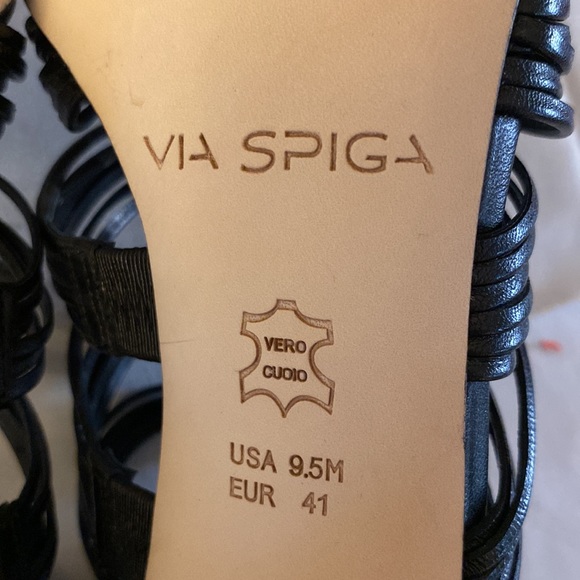 VIA SPIGA
VERO
CUOIO
USA 9.5M
EUR 41